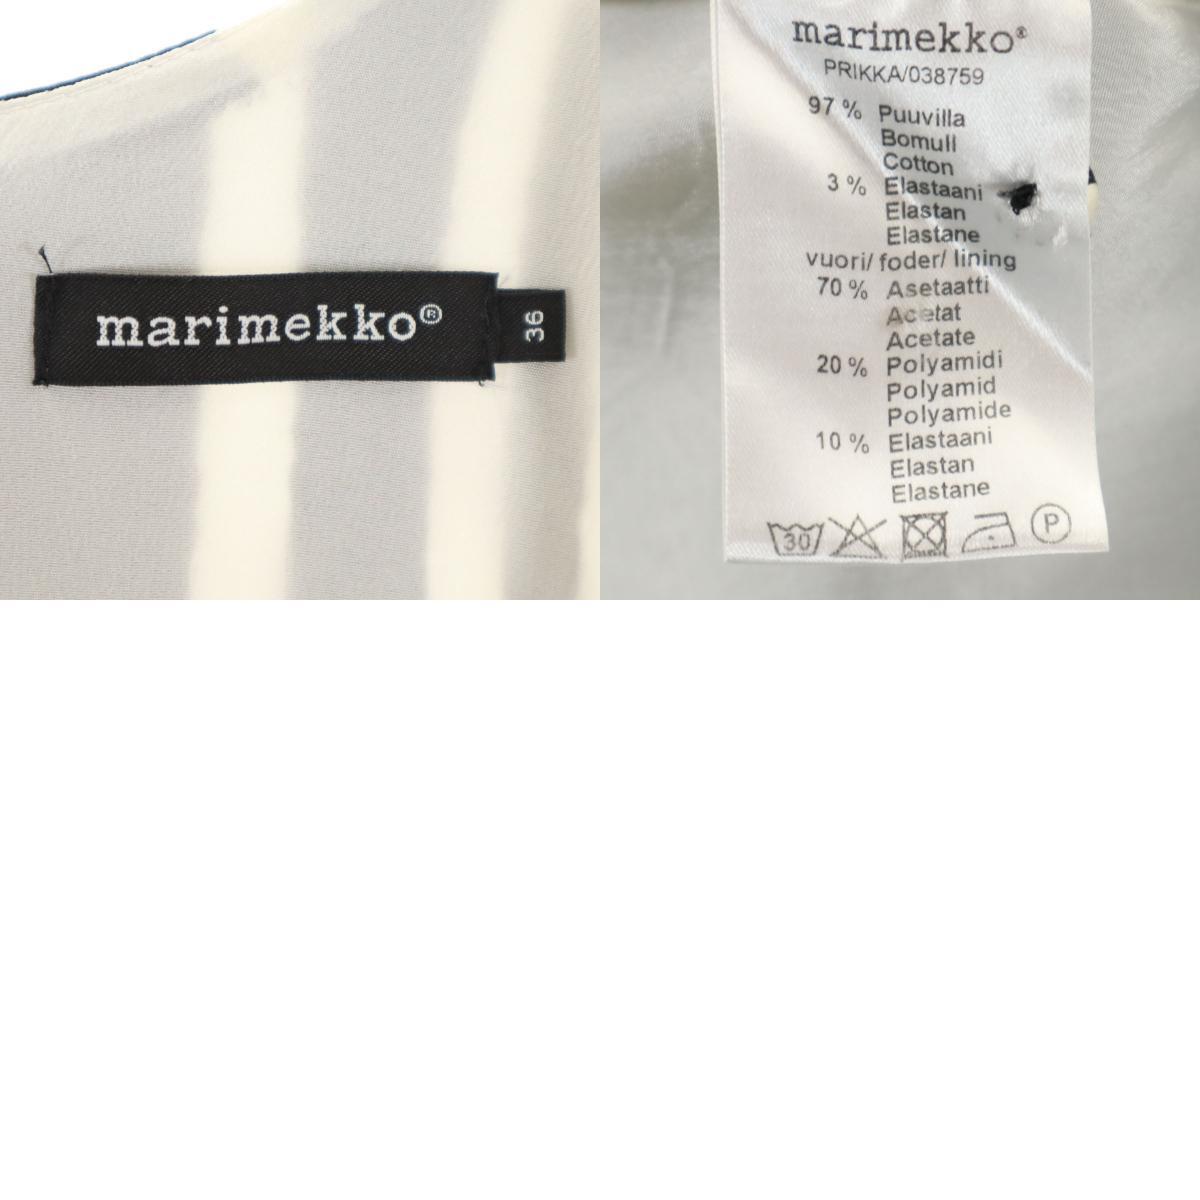 marimekko®
36
marimekko®
PRIKKA/038759
97 % Puuvilla
Bomull
Cotton
3 % Elastaani
Elastan
Elastane
vuori/ foder/ lining
70 % Asetaatti
Acetat
Acetate
20 % Polyamidi
Polyamid
Polyamide
10 % Elastaani
Elastan
Elastane
30 P